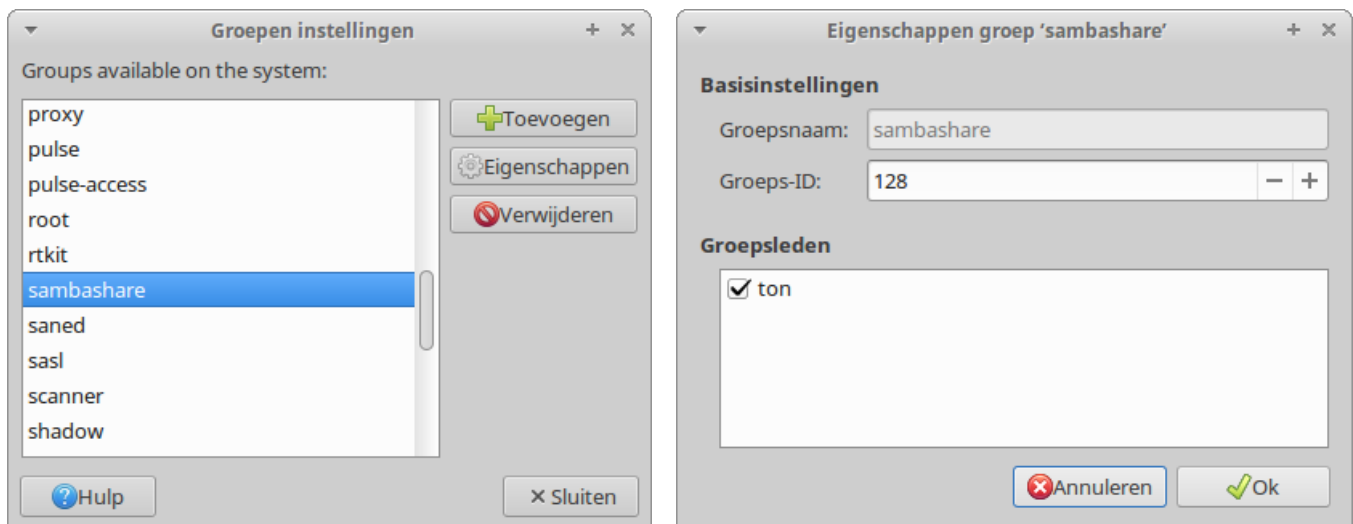 Groepen instellingen
Groups available on the system:
proxy
pulse
pulse-access
root
rtkit
sambashare
saned
sasl
scanner
shadow
Toevoegen
Eigenschappen
Verwijderen
Hulp
Sluiten
Eigenschappen groep ‘sambashare’
Basisinstellingen
Groepsnaam: sambashare
Groeps-ID: 128
Groepsleden
ton
Annuleren
Ok